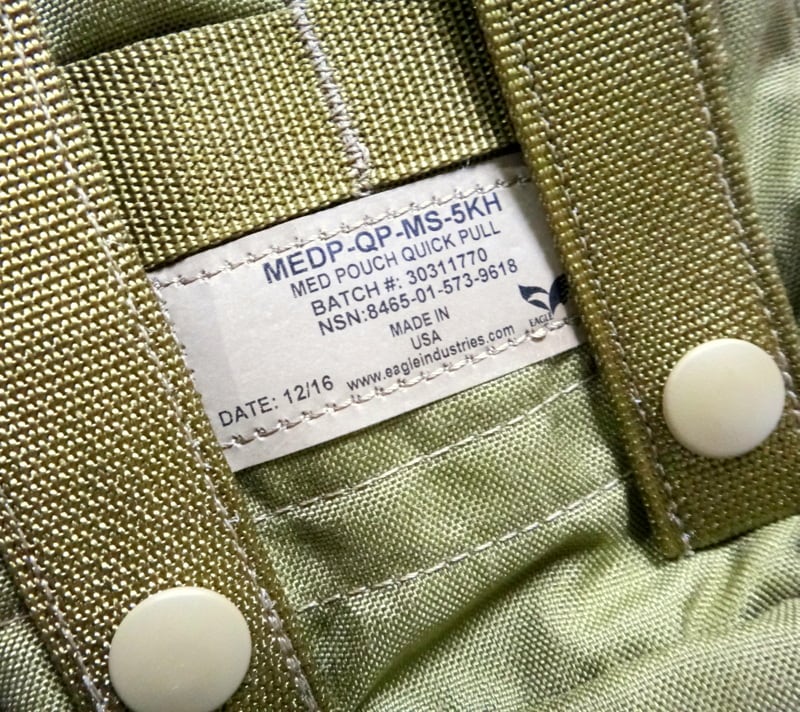 MEDP-QP-MS-5KH
MED POUCH QUICK PULL
BATCH #: 30311770
NSN:8465-01-573-9618
MADE IN
USA
EAGLE
DATE: 12/16 www.eagleindustries.com